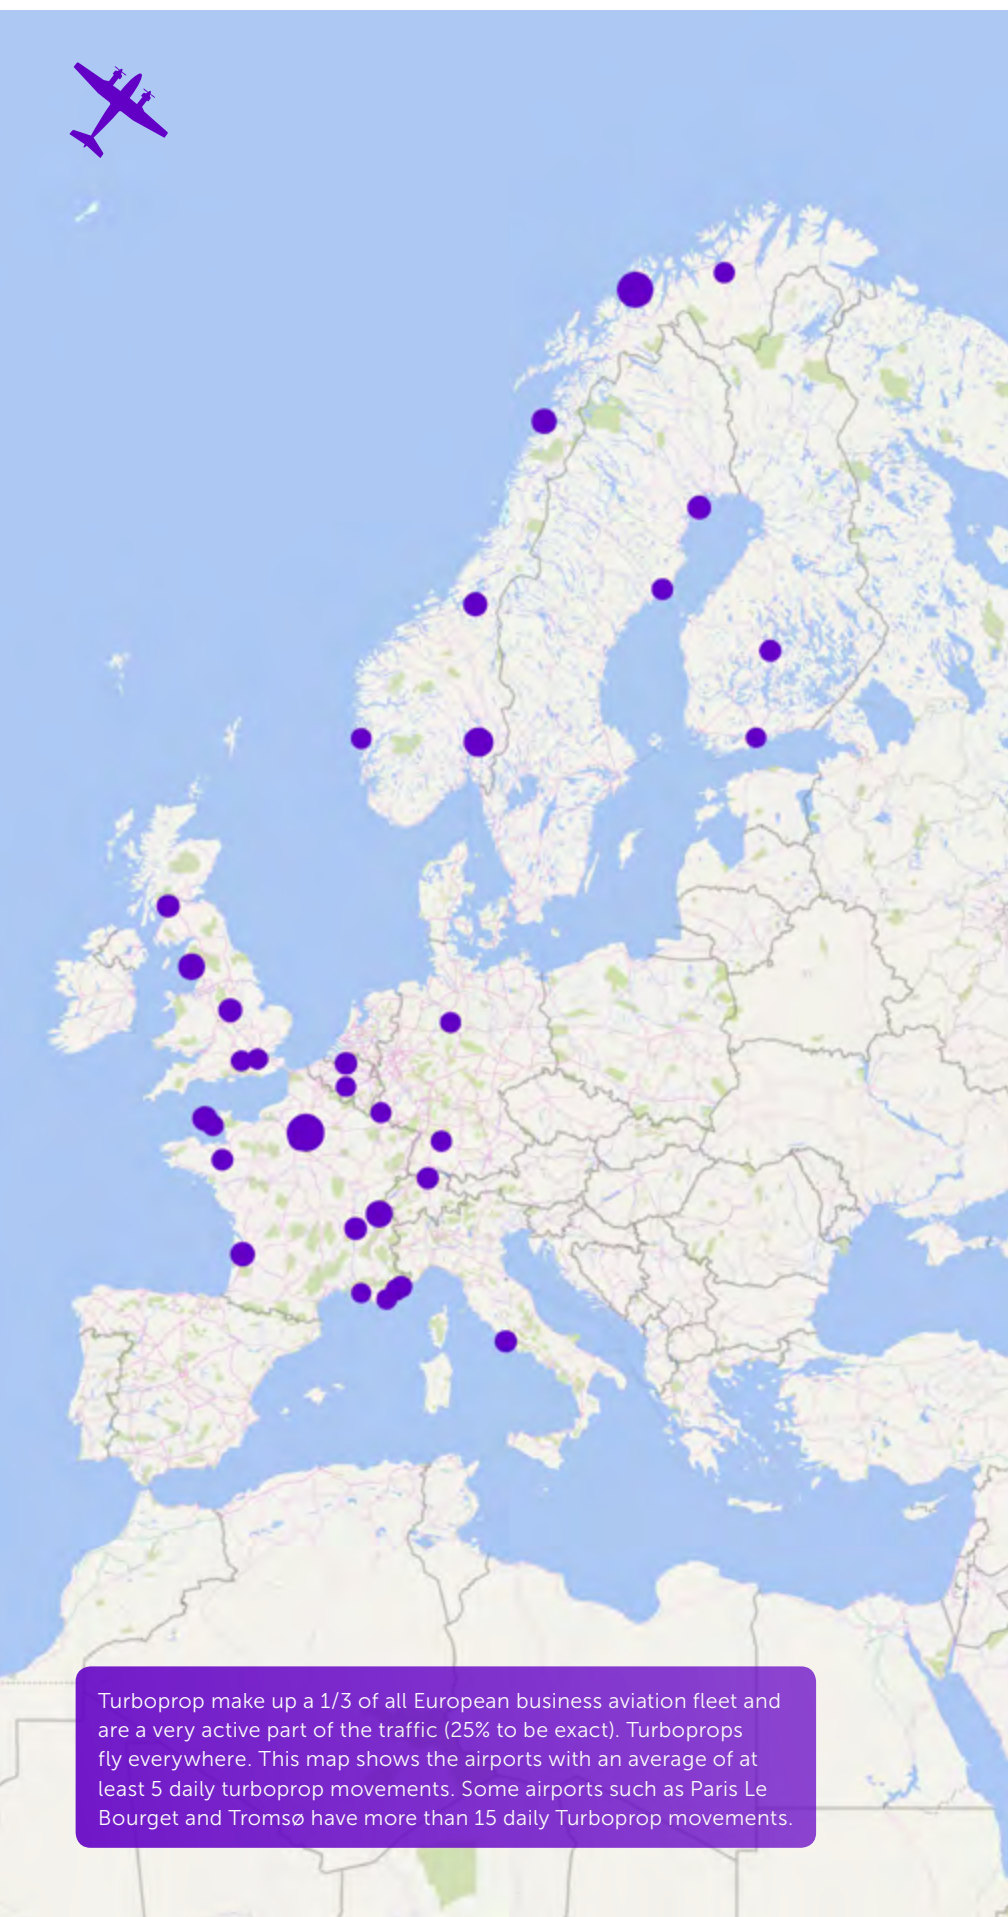 Turboprop make up a 1/3 of all European business aviation fleet and
are a very active part of the traffic (25% to be exact). Turboprops
fly everywhere. This map shows the airports with an average of at
least 5 daily turboprop movements. Some airports such as Paris Le
Bourget and Tromsø have more than 15 daily Turboprop movements.